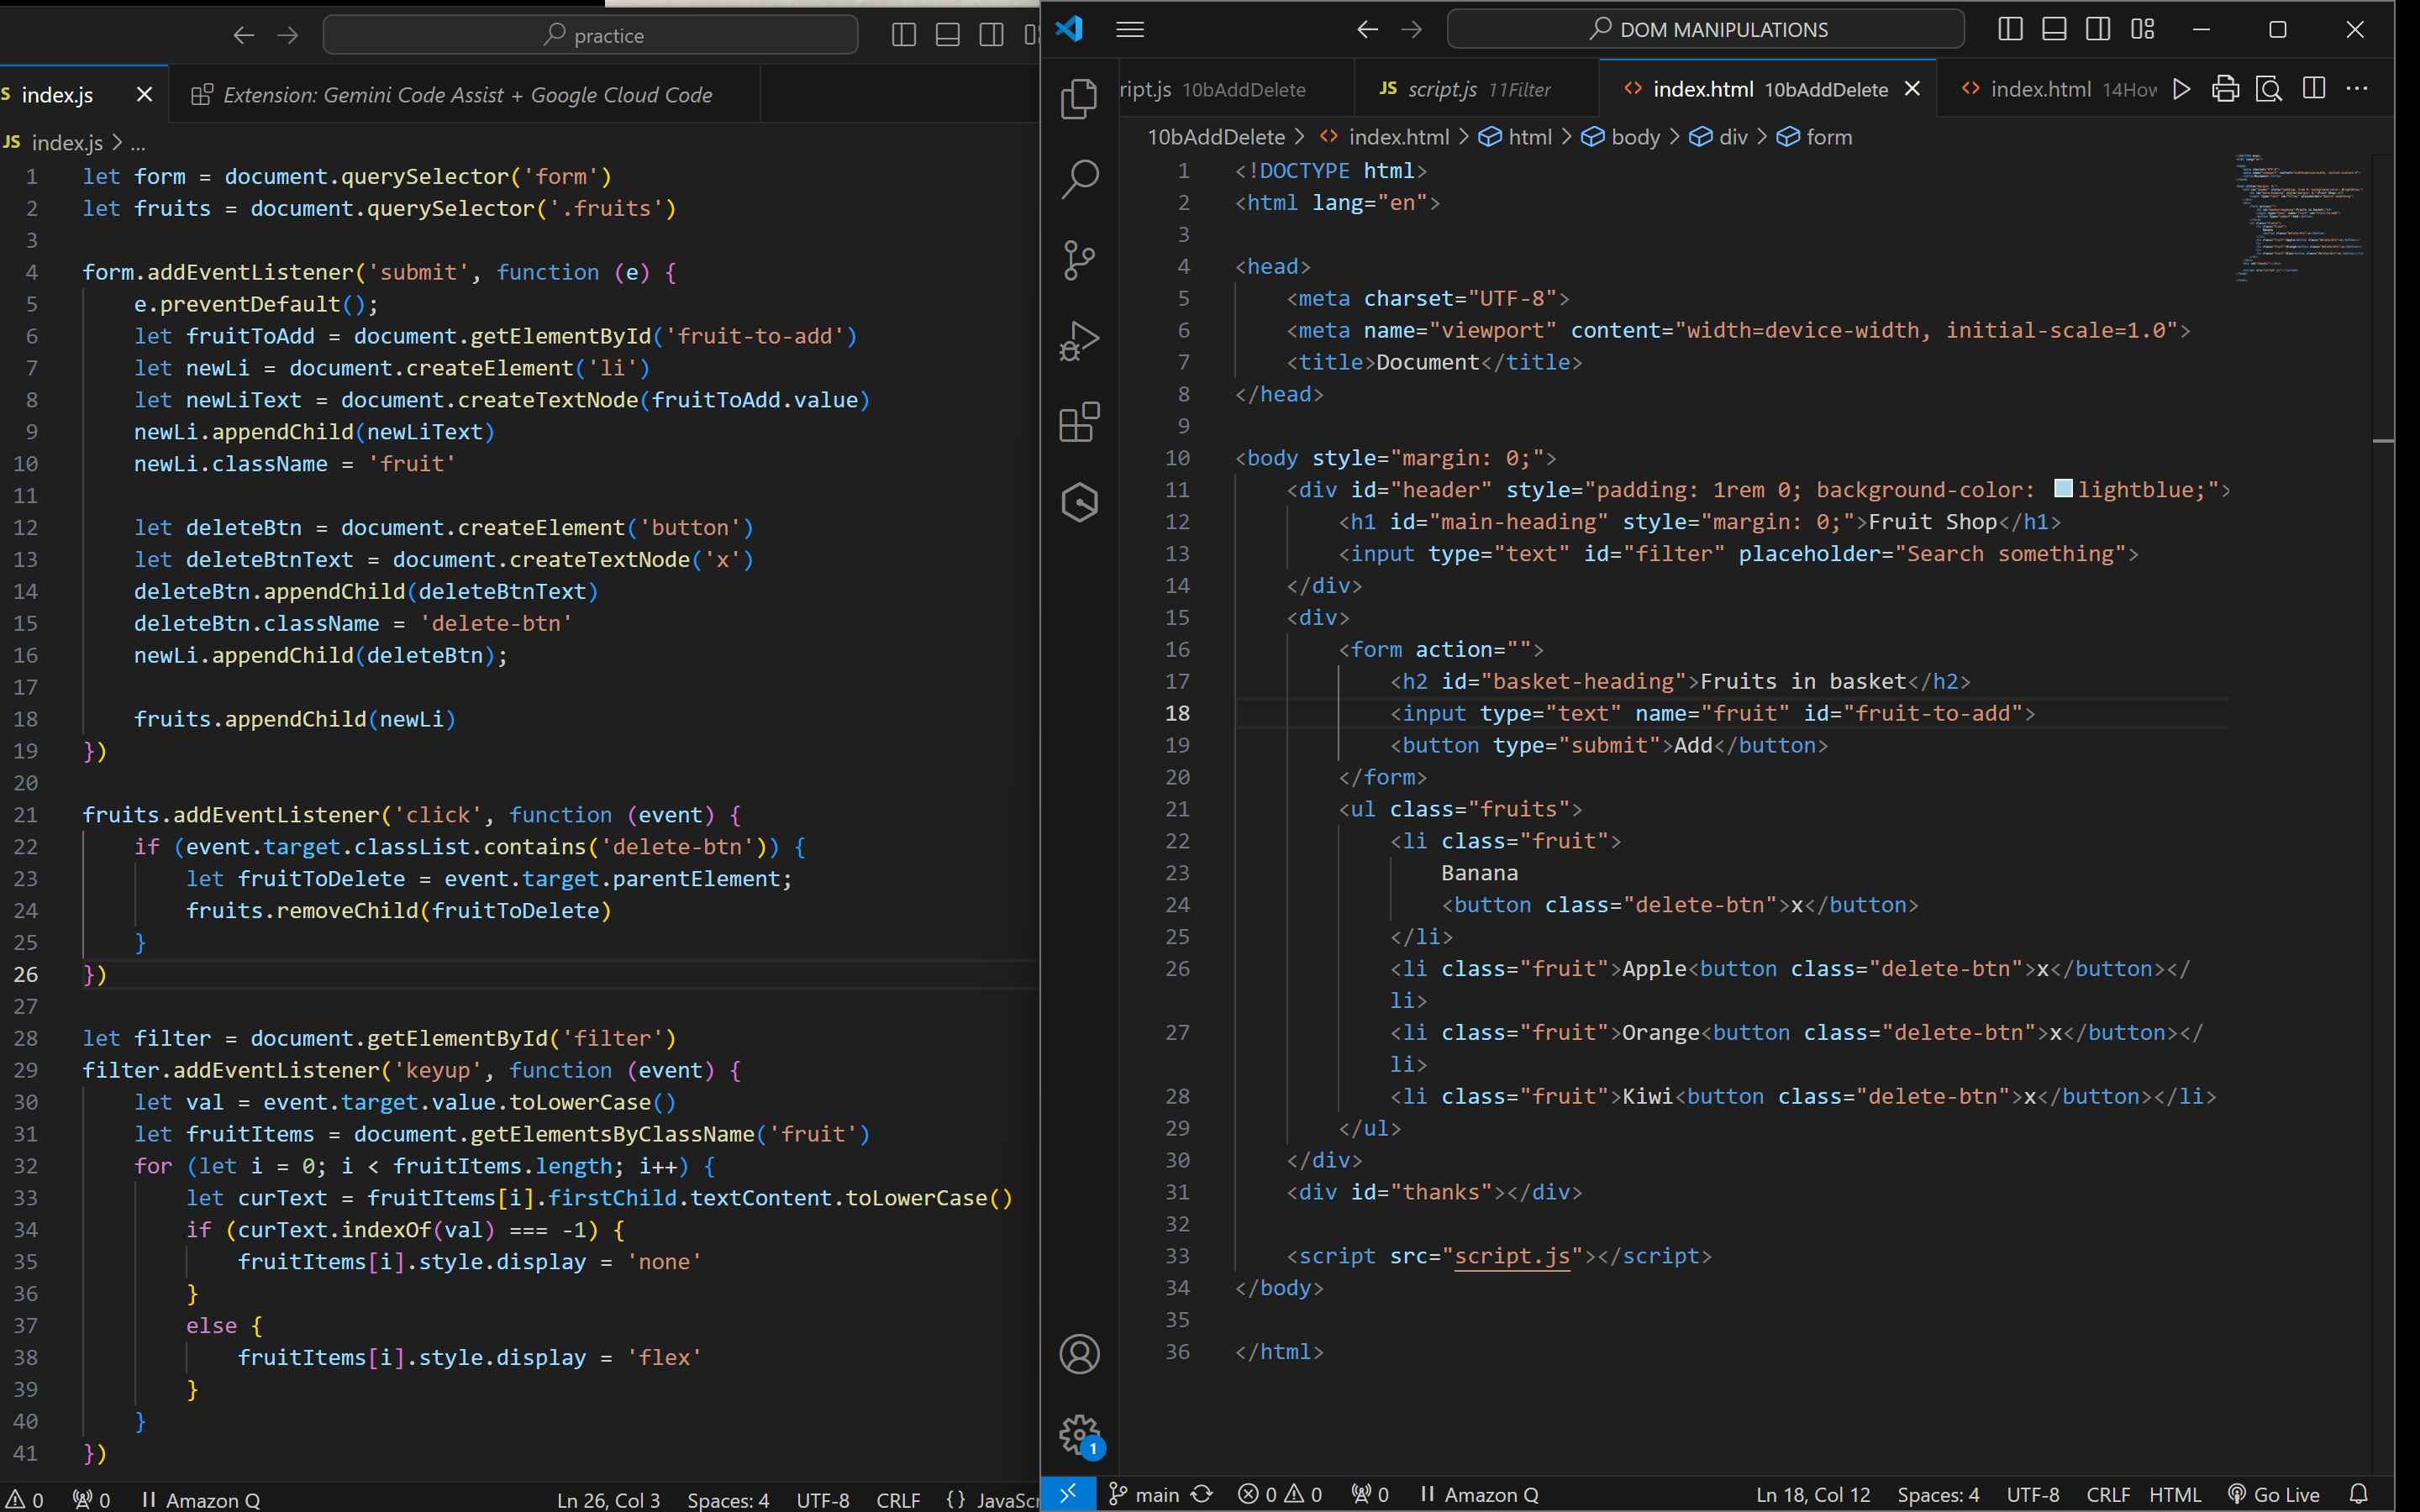 practice
index.js
Extension: Gemini Code Assist + Google Cloud Code
JS index.js > ...
1 let form = document.querySelector('form')
2 let fruits = document.querySelector('.fruits')
3
4 form.addEventListener('submit', function (e) {
5 e.preventDefault();
6 let fruitToAdd = document.getElementById('fruit-to-add')
7 let newLi = document.createElement('li')
8 let newLiText = document.createTextNode(fruitToAdd.value)
9 newLi.appendChild(newLiText)
10 newLi.className = 'fruit'
11
12 let deleteBtn = document.createElement('button')
13 let deleteBtnText = document.createTextNode('x')
14 deleteBtn.appendChild(deleteBtnText)
15 deleteBtn.className = 'delete-btn'
16 newLi.appendChild(deleteBtn);
17
18 fruits.appendChild(newLi)
19 })
20
21 fruits.addEventListener('click', function (event) {
22 if (event.target.classList.contains('delete-btn')) {
23 let fruitToDelete = event.target.parentElement;
24 fruits.removeChild(fruitToDelete)
25 }
26 })
27
28 let filter = document.getElementById('filter')
29 filter.addEventListener('keyup', function (event) {
30 let val = event.target.value.toLowerCase()
31 let fruitItems = document.getElementsByClassName('fruit')
32 for (let i = 0; i < fruitItems.length; i++) {
33 let curText = fruitItems[i].firstChild.textContent.toLowerCase()
34 if (curText.indexOf(val) === -1) {
35 fruitItems[i].style.display = 'none'
36 }
37 else {
38 fruitItems[i].style.display = 'flex'
39 }
40 }
41 })
0 0 Amazon Q Ln 26, Col 3 Spaces: 4 UTF-8 CRLF {} JavaScr
DOM MANIPULATIONS
ript.js 10bAddDelete JS script.js 11Filter <> index.html 10bAddDelete <> index.html 14How
10bAddDelete > <> index.html > html > body > div > form
1 <!DOCTYPE html>
2 <html lang="en">
3
4 <head>
5 <meta charset="UTF-8">
6 <meta name="viewport" content="width=device-width, initial-scale=1.0">
7 <title>Document</title>
8 </head>
9
10 <body style="margin: 0;">
11 <div id="header" style="padding: 1rem 0; background-color: lightblue;">
12 <h1 id="main-heading" style="margin: 0;">Fruit Shop</h1>
13 <input type="text" id="filter" placeholder="Search something">
14 </div>
15 <div>
16 <form action="">
17 <h2 id="basket-heading">Fruits in basket</h2>
18 <input type="text" name="fruit" id="fruit-to-add">
19 <button type="submit">Add</button>
20 </form>
21 <ul class="fruits">
22 <li class="fruit">
23 Banana
24 <button class="delete-btn">x</button>
25 </li>
26 <li class="fruit">Apple<button class="delete-btn">x</button></
li>
27 <li class="fruit">Orange<button class="delete-btn">x</button></
li>
28 <li class="fruit">Kiwi<button class="delete-btn">x</button></li>
29 </ul>
30 </div>
31 <div id="thanks"></div>
32
33 <script src="script.js"></script>
34 </body>
35
36 </html>
1
main 0 0 0 Amazon Q Ln 18, Col 12 Spaces: 4 UTF-8 CRLF HTML Go Live